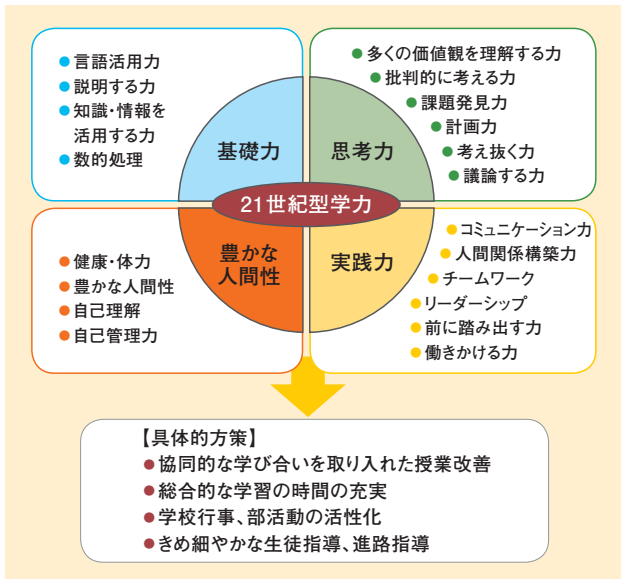 ●言語活用力
●説明する力
●知識・情報を
活用する力
●数的処理
基礎力
●多くの価値観を理解する力
●批判的に考える力
●課題発見力
●計画力
●考え抜く力
●議論する力
思考力
21世紀型学力
豊かな
人間性
●健康・体力
●豊かな人間性
●自己理解
●自己管理力
実践力
●コミュニケーション力
●人間関係構築力
●チームワーク
●リーダーシップ
●前に踏み出す力
●働きかける力
【具体的方策】
●協同的な学び合いを取り入れた授業改善
●総合的な学習の時間の充実
●学校行事、部活動の活性化
●きめ細やかな生徒指導、進路指導